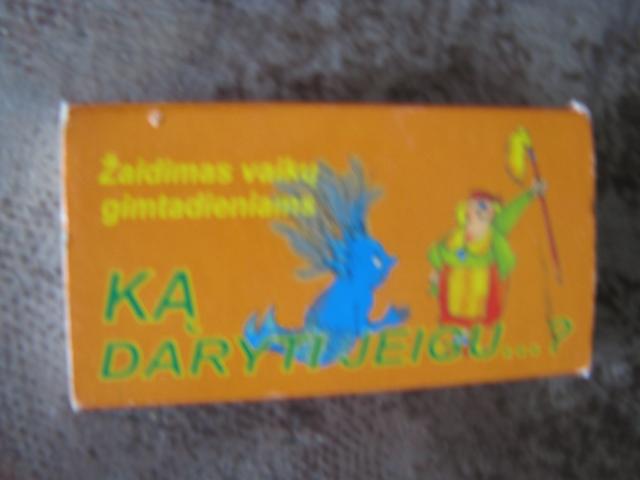 Žaidimas vaikų
gimtadieniams
KĄ
DARYTI JEIGU...?